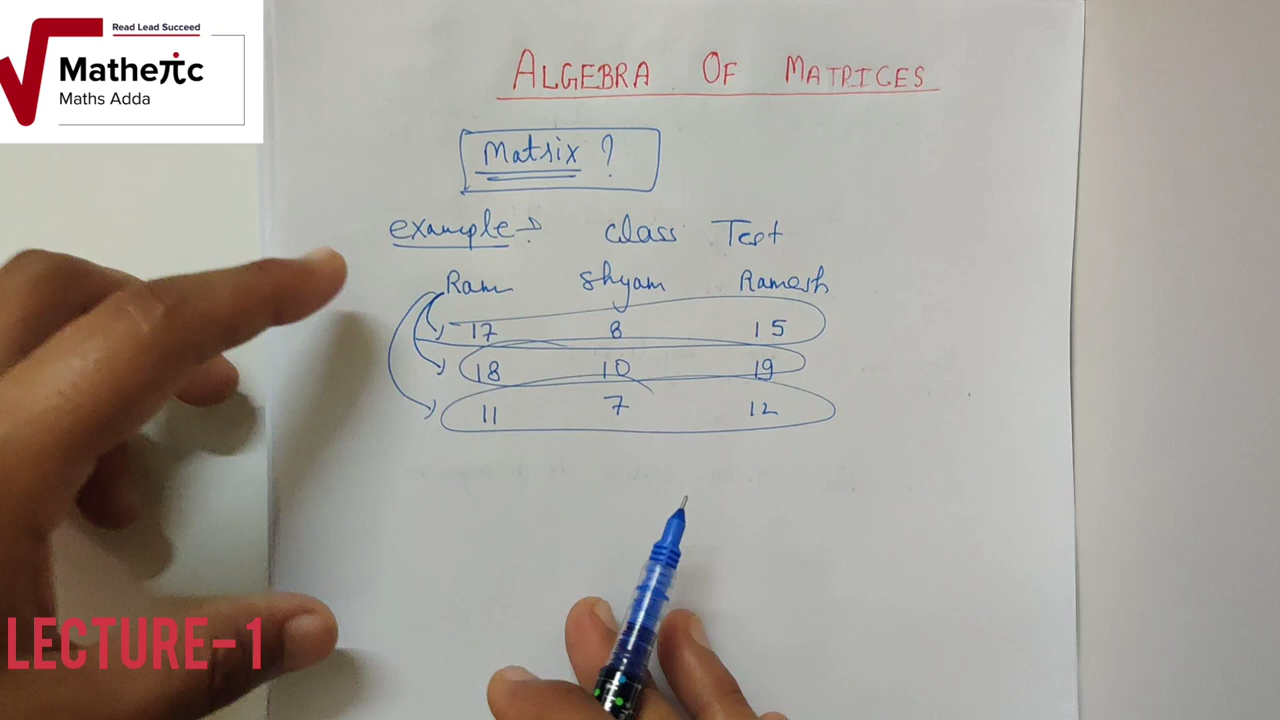 Read Lead Succeed
Matheπc
Maths Adda
ALGEBRA OF MATRICES
Matrix ?
example → class Test
Ram Shyam Ramesh
17 8 15
18 10 19
11 7 12
LECTURE-1